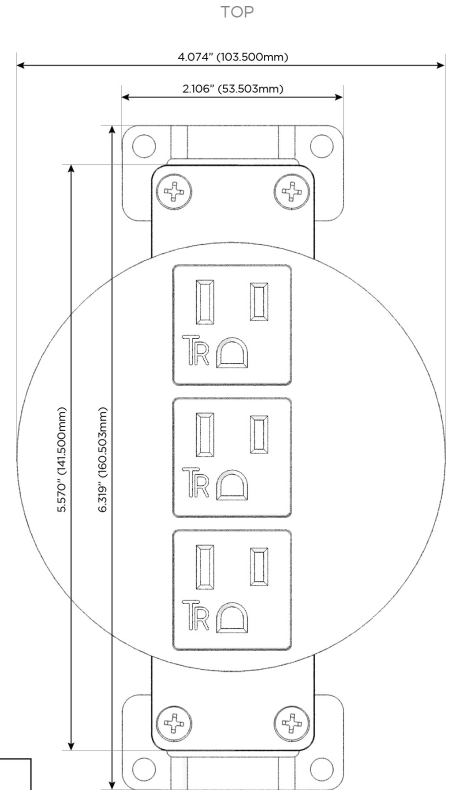 TOP
4.074" (103.500mm)
2.106" (53.503mm)
5.570" (141.500mm)
6.319" (160.503mm)
TR
TR
TR